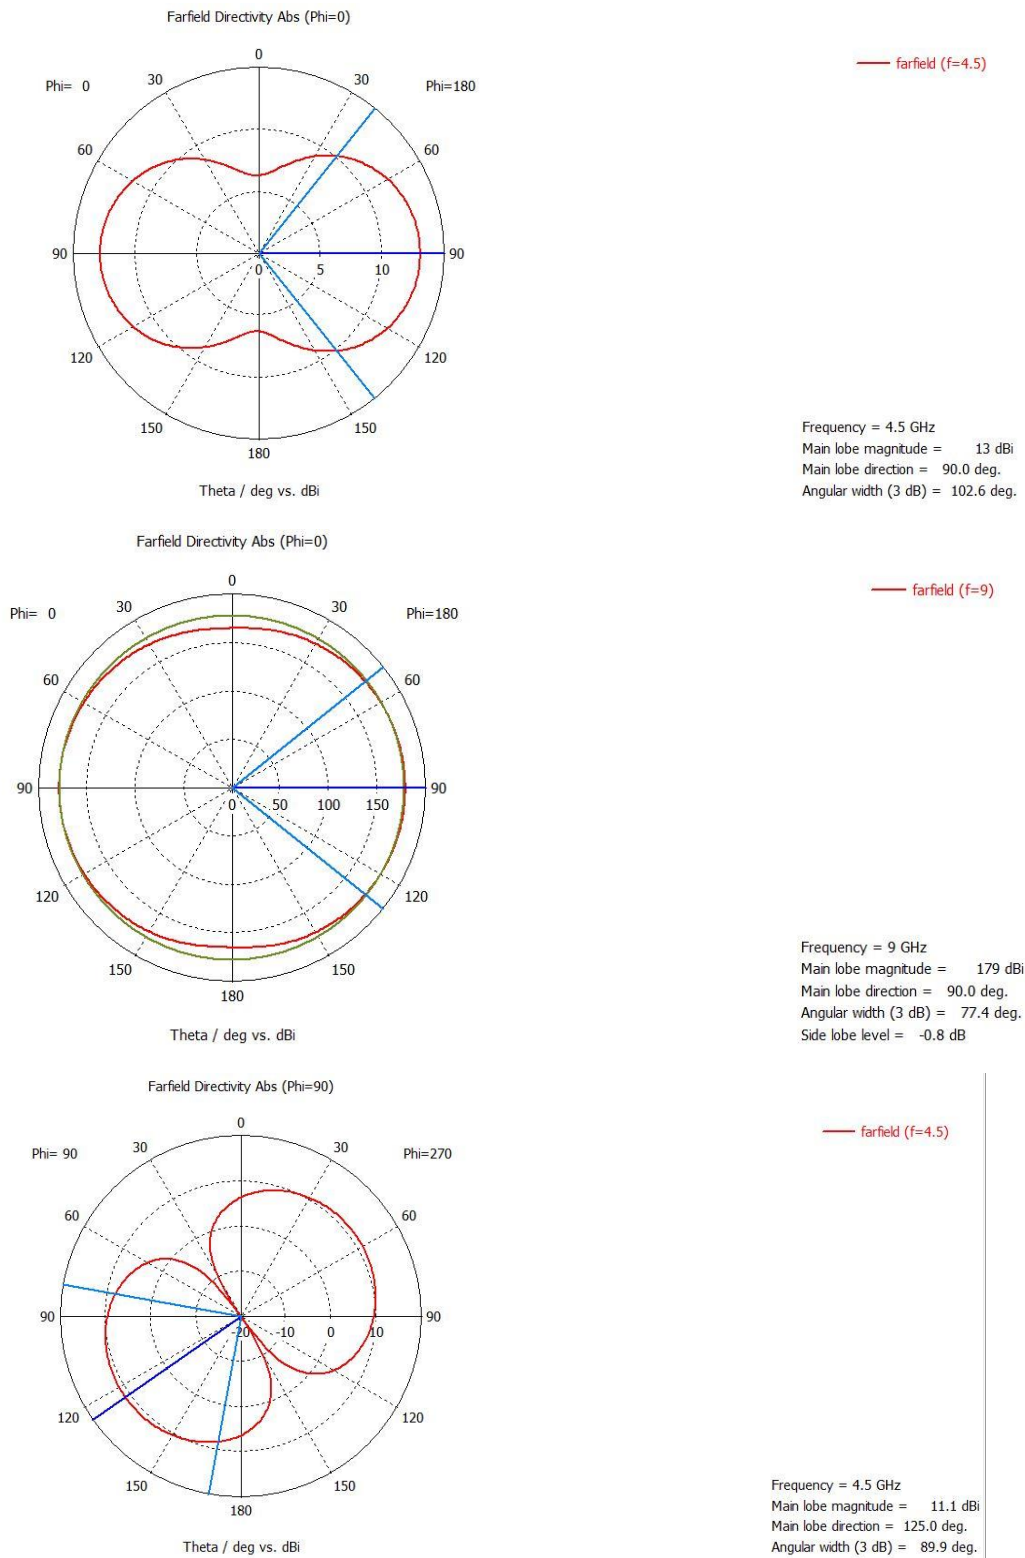 Farfield Directivity Abs (Phi=0)
0
30
30
Phi= 0
Phi=180
farfield (f=4.5)
60
60
90
0
5
10
90
120
120
150
150
180
Theta / deg vs. dBi
Frequency = 4.5 GHz
Main lobe magnitude = 13 dBi
Main lobe direction = 90.0 deg.
Angular width (3 dB) = 102.6 deg.
Farfield Directivity Abs (Phi=0)
0
30
30
Phi= 0
Phi=180
farfield (f=9)
60
60
90
0
50
100
150
90
120
120
150
150
180
Theta / deg vs. dBi
Frequency = 9 GHz
Main lobe magnitude = 179 dBi
Main lobe direction = 90.0 deg.
Angular width (3 dB) = 77.4 deg.
Side lobe level = -0.8 dB
Farfield Directivity Abs (Phi=90)
0
30
30
Phi= 90
Phi=270
farfield (f=4.5)
60
60
90
-20
-10
0
10
90
120
120
150
150
180
Theta / deg vs. dBi
Frequency = 4.5 GHz
Main lobe magnitude = 11.1 dBi
Main lobe direction = 125.0 deg.
Angular width (3 dB) = 89.9 deg.